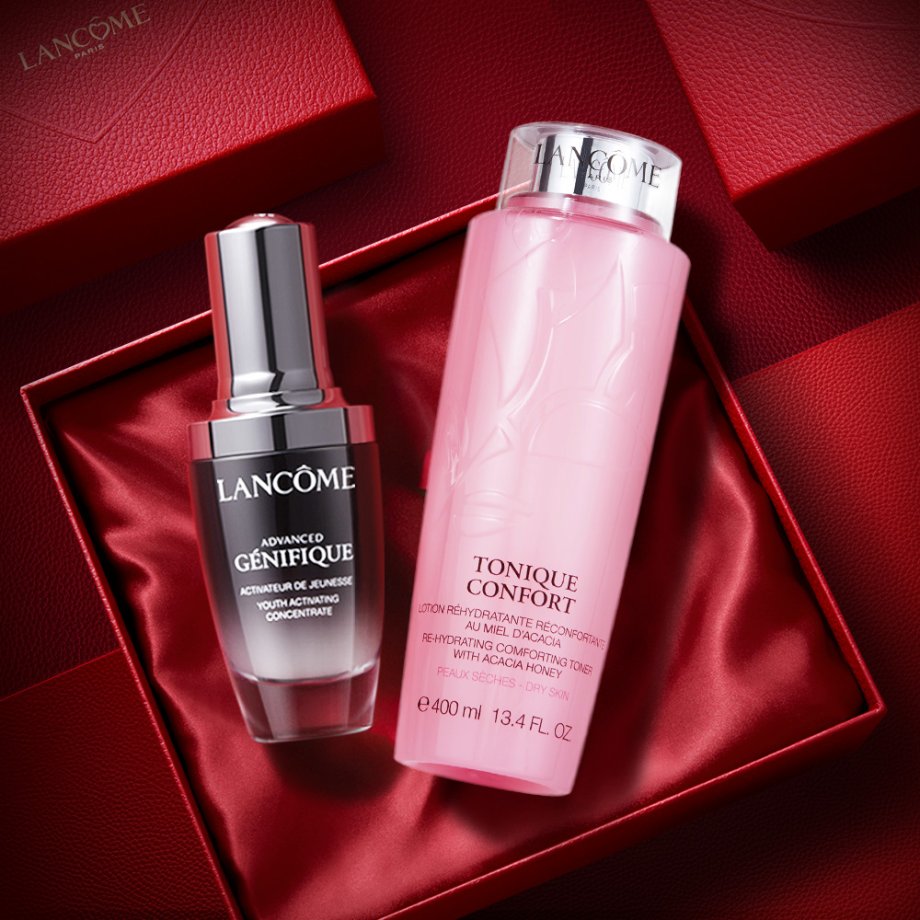 LANCÔME
PARIS
LANCÔME
PARIS
LANCÔME
ADVANCED
GÉNIFIQUE
ACTIVATEUR DE JEUNESSE
YOUTH ACTIVATING
CONCENTRATE
TONIQUE
CONFORT
LOTION RÉHYDRATANTE RÉCONFORTANTE
AU MIEL D'ACACIA
RE-HYDRATING COMFORTING TONER
WITH ACACIA HONEY
PEAUX SÈCHES - DRY SKIN
e 400 ml 13.4 FL. OZ